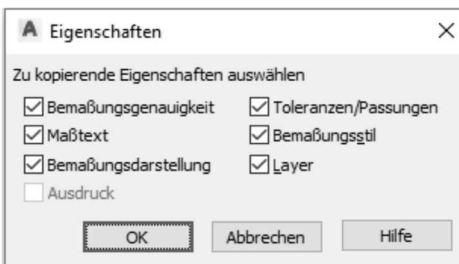 A Eigenschaften
Zu kopierende Eigenschaften auswählen
Bemaßungsgenauigkeit Toleranzen/Passungen
Maßtext Bemaßungsstil
Bemaßungsdarstellung Layer
Ausdruck
OK Abbrechen Hilfe